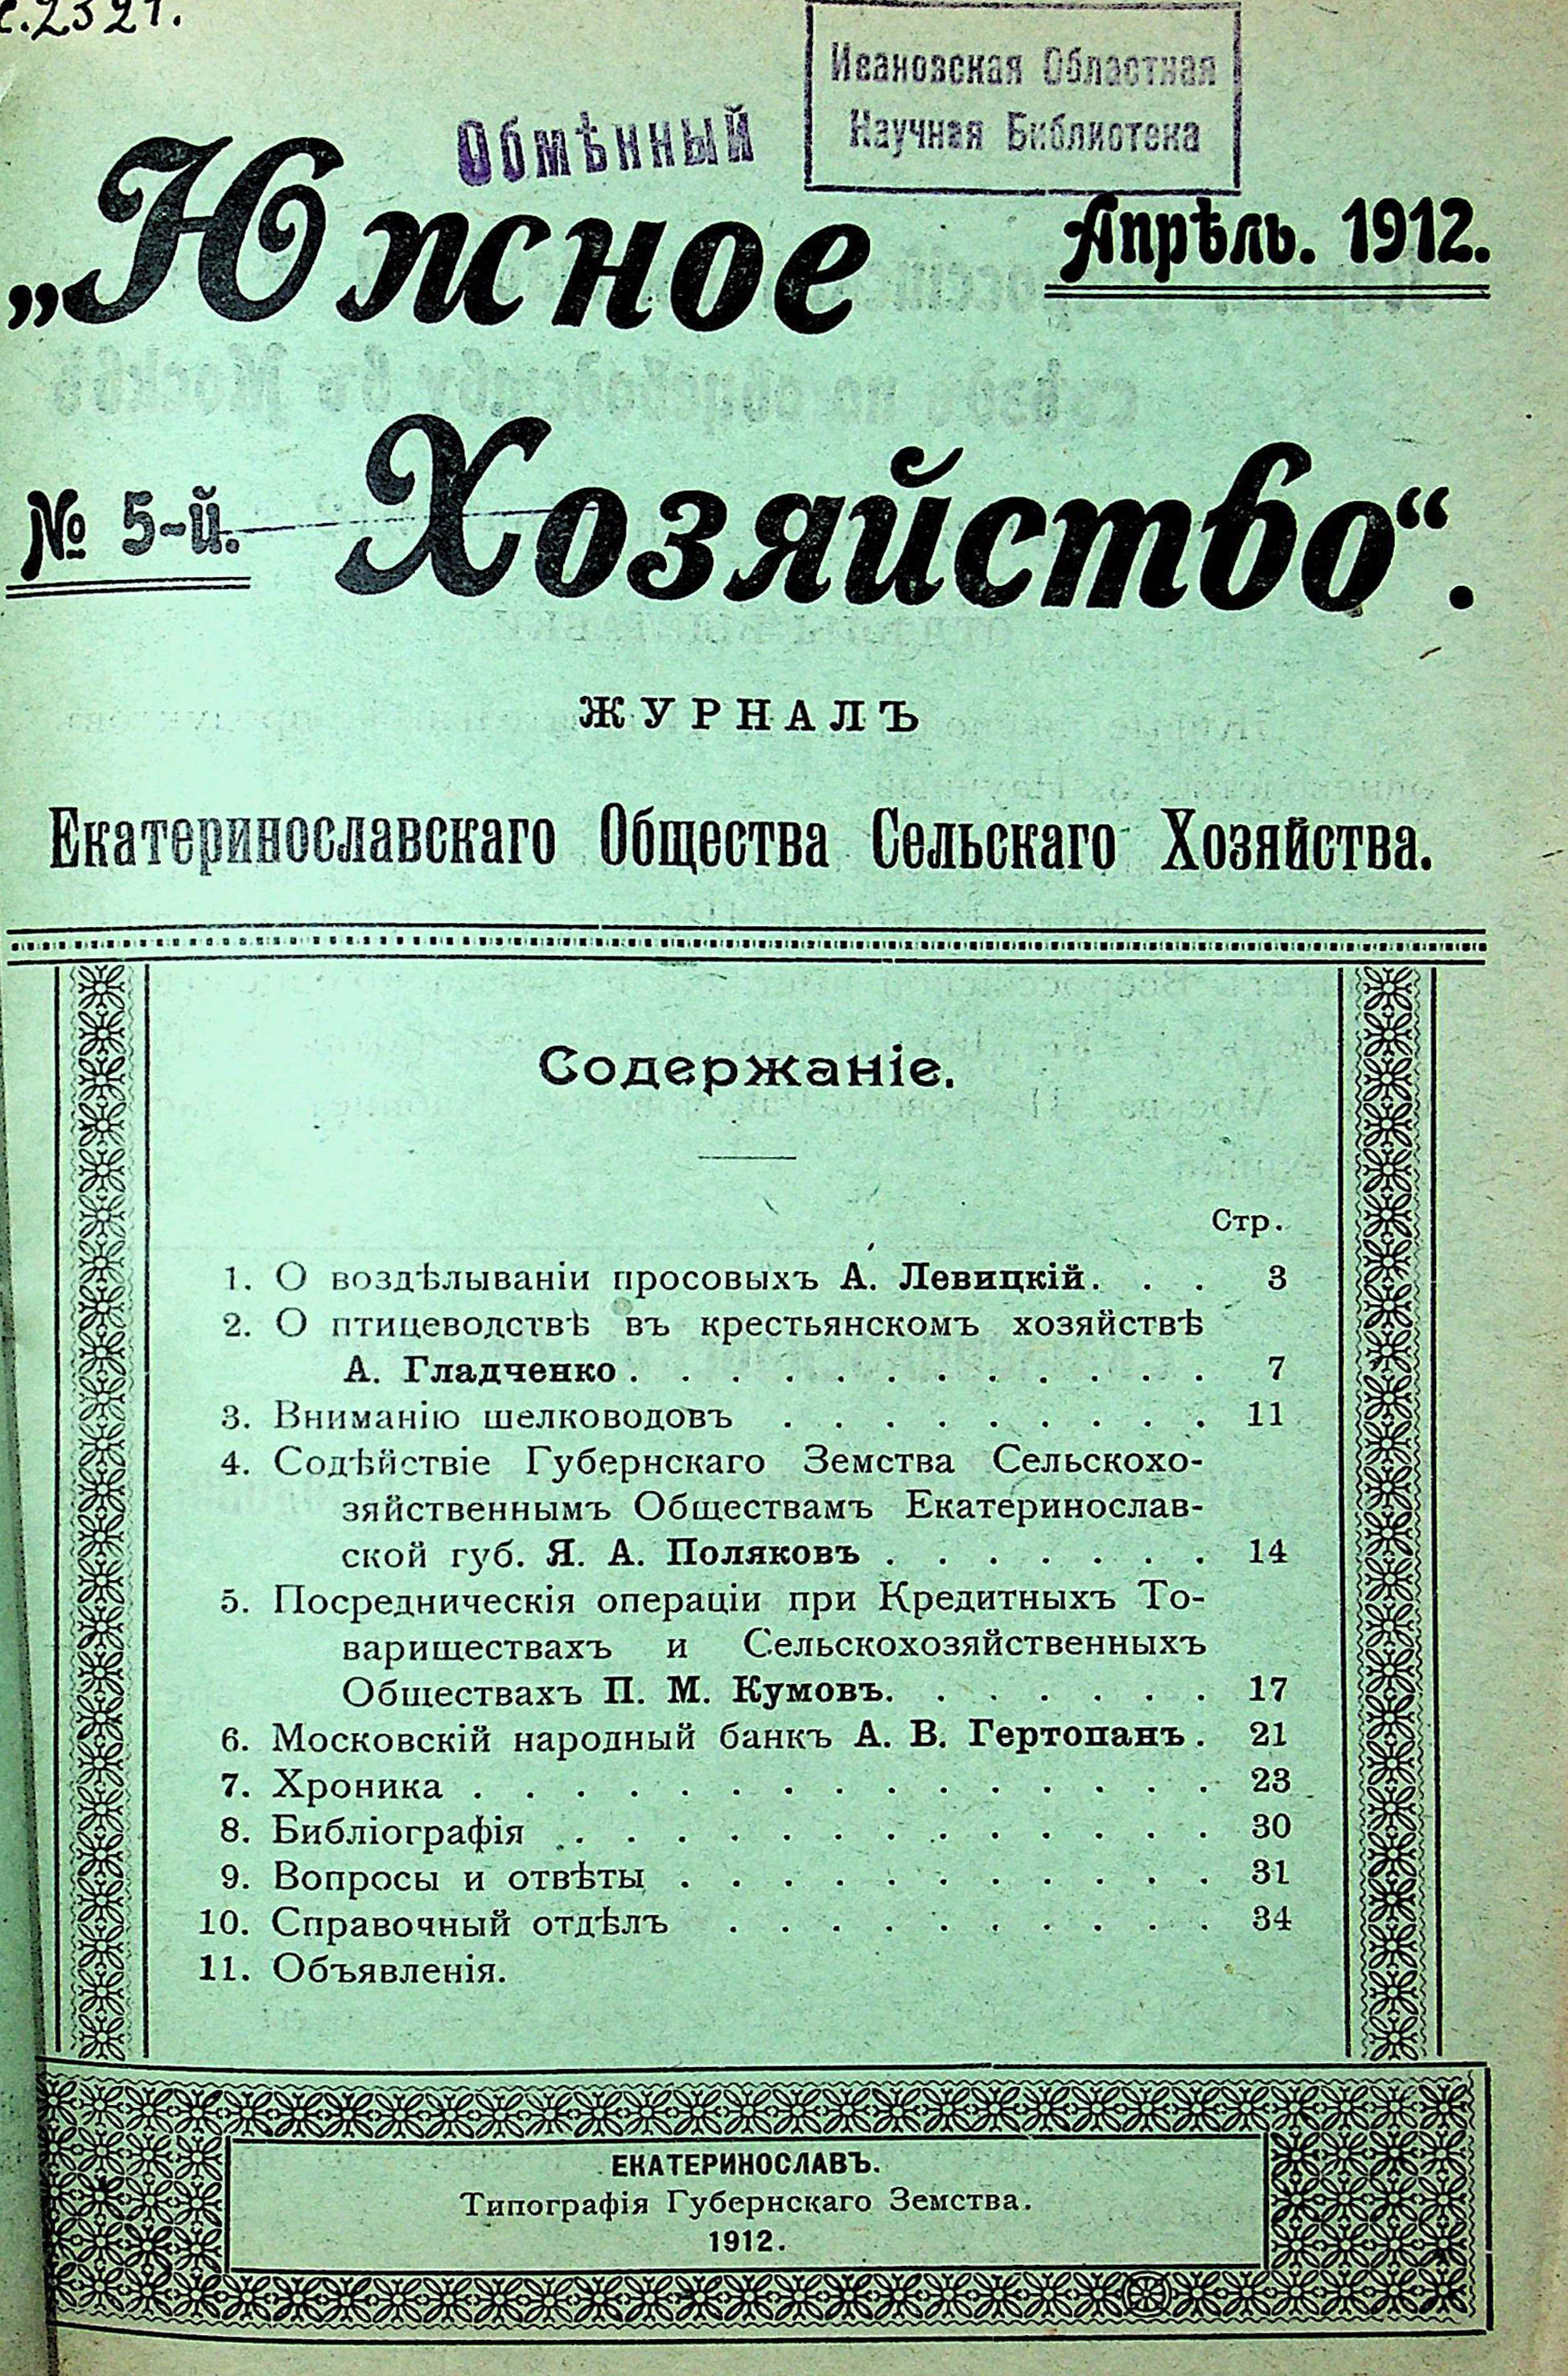 2321.
Ивановская Областная
Научная Библиотека
Обмѣнный
„Южное
Апрѣль. 1912.
№ 5-й.
Хозяйство“.
ЖУРНАЛЪ
Екатеринославскаго Общества Сельскаго Хозяйства.
Содержаніе.
Стр.
1. О воздѣлываніи просовыхъ А. Левицкій. . . 3
2. О птицеводствѣ въ крестьянскомъ хозяйствѣ
А. Гладченко . . . . . . . . . . . . 7
3. Вниманію шелководовъ . . . . . . . . . 11
4. Содѣйствіе Губернскаго Земства Сельскохо-
зяйственнымъ Обществамъ Екатеринослав-
ской губ. Я. А. Поляковъ . . . . . . . 14
5. Посредническія операціи при Кредитныхъ То-
вариществахъ и Сельскохозяйственныхъ
Обществахъ П. М. Кумовъ. . . . . . . 17
6. Московскій народный банкъ А. В. Гертопанъ . 21
7. Хроника . . . . . . . . . . . . . . . 23
8. Библіографія . . . . . . . . . . . . . 30
9. Вопросы и отвѣты . . . . . . . . . . . 31
10. Справочный отдѣлъ . . . . . . . . . . 34
11. Объявленія.
ЕКАТЕРИНОСЛАВЪ.
Типографія Губернскаго Земства.
1912.